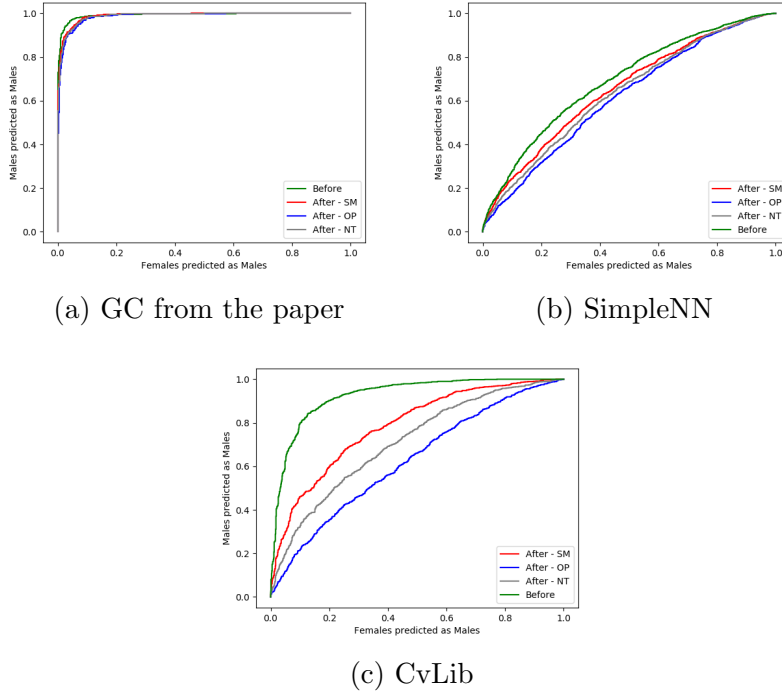 1.0
0.8
0.6
0.4
0.2
0.0
Males predicted as Males
0.0 0.2 0.4 0.6 0.8 1.0
Females predicted as Males
Before
After - SM
After - OP
After - NT
(a) GC from the paper
1.0
0.8
0.6
0.4
0.2
0.0
Males predicted as Males
0.0 0.2 0.4 0.6 0.8 1.0
Females predicted as Males
After - SM
After - OP
After - NT
Before
(b) SimpleNN
1.0
0.8
0.6
0.4
0.2
0.0
Males predicted as Males
0.0 0.2 0.4 0.6 0.8 1.0
Females predicted as Males
After - SM
After - OP
After - NT
Before
(c) CvLib